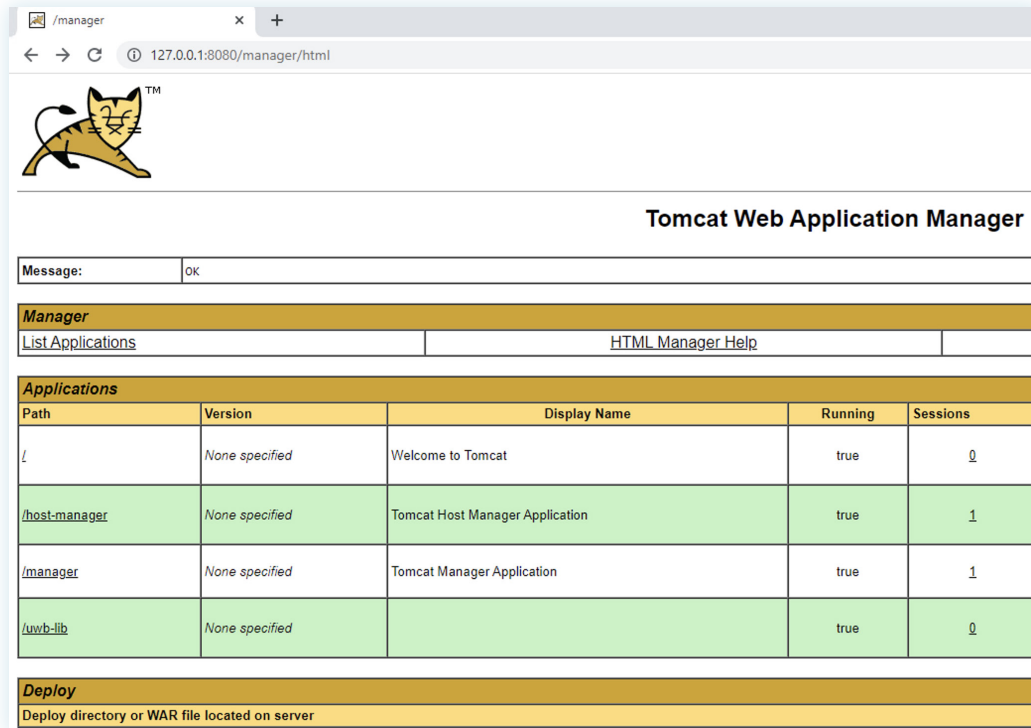 /manager
127.0.0.1:8080/manager/html
TM
Tomcat Web Application Manager
Message: OK
Manager
List Applications HTML Manager Help
Applications
Path Version Display Name Running Sessions
/ None specified Welcome to Tomcat true 0
/host-manager None specified Tomcat Host Manager Application true 1
/manager None specified Tomcat Manager Application true 1
/uwb-lib None specified true 0
Deploy
Deploy directory or WAR file located on server